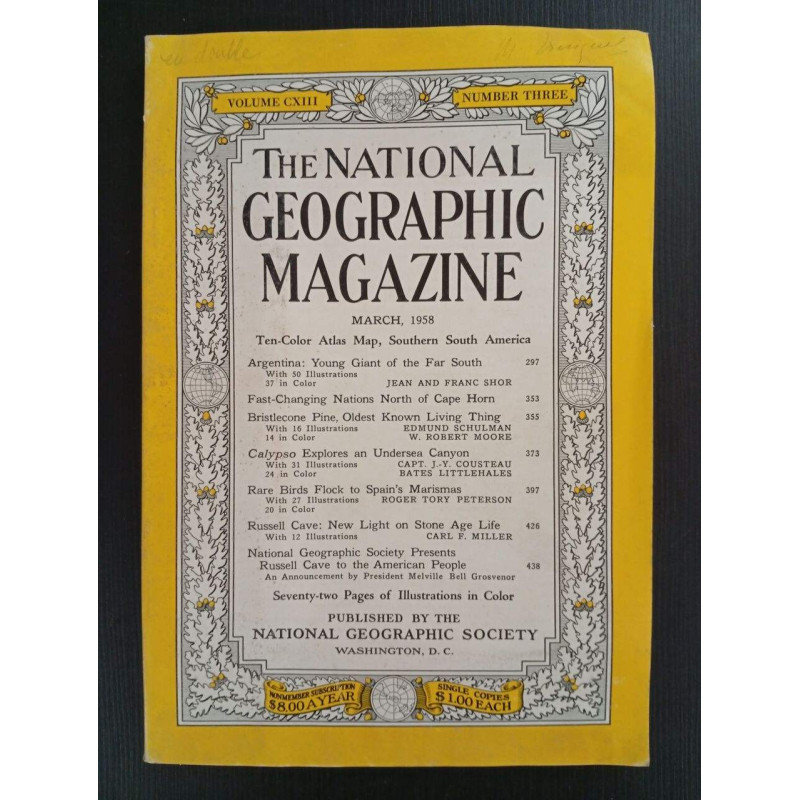 en double
VOLUME CXIII
NUMBER THREE
THE NATIONAL
GEOGRAPHIC
MAGAZINE
MARCH, 1958
Ten-Color Atlas Map, Southern South America
Argentina: Young Giant of the Far South 297
With 50 Illustrations
37 in Color JEAN AND FRANC SHOR
Fast-Changing Nations North of Cape Horn 353
Bristlecone Pine, Oldest Known Living Thing 355
With 16 Illustrations EDMUND SCHULMAN
14 in Color W. ROBERT MOORE
Calypso Explores an Undersea Canyon 373
With 31 Illustrations CAPT. J.-Y. COUSTEAU
24 in Color BATES LITTLEHALES
Rare Birds Flock to Spain's Marismas 397
With 27 Illustrations ROGER TORY PETERSON
20 in Color
Russell Cave: New Light on Stone Age Life 426
With 12 Illustrations CARL F. MILLER
National Geographic Society Presents
Russell Cave to the American People 438
An Announcement by President Melville Bell Grosvenor
Seventy-two Pages of Illustrations in Color
PUBLISHED BY THE
NATIONAL GEOGRAPHIC SOCIETY
WASHINGTON, D. C.
NONMEMBER SUBSCRIPTION
$8.00 A YEAR
SINGLE COPIES
$1.00 EACH